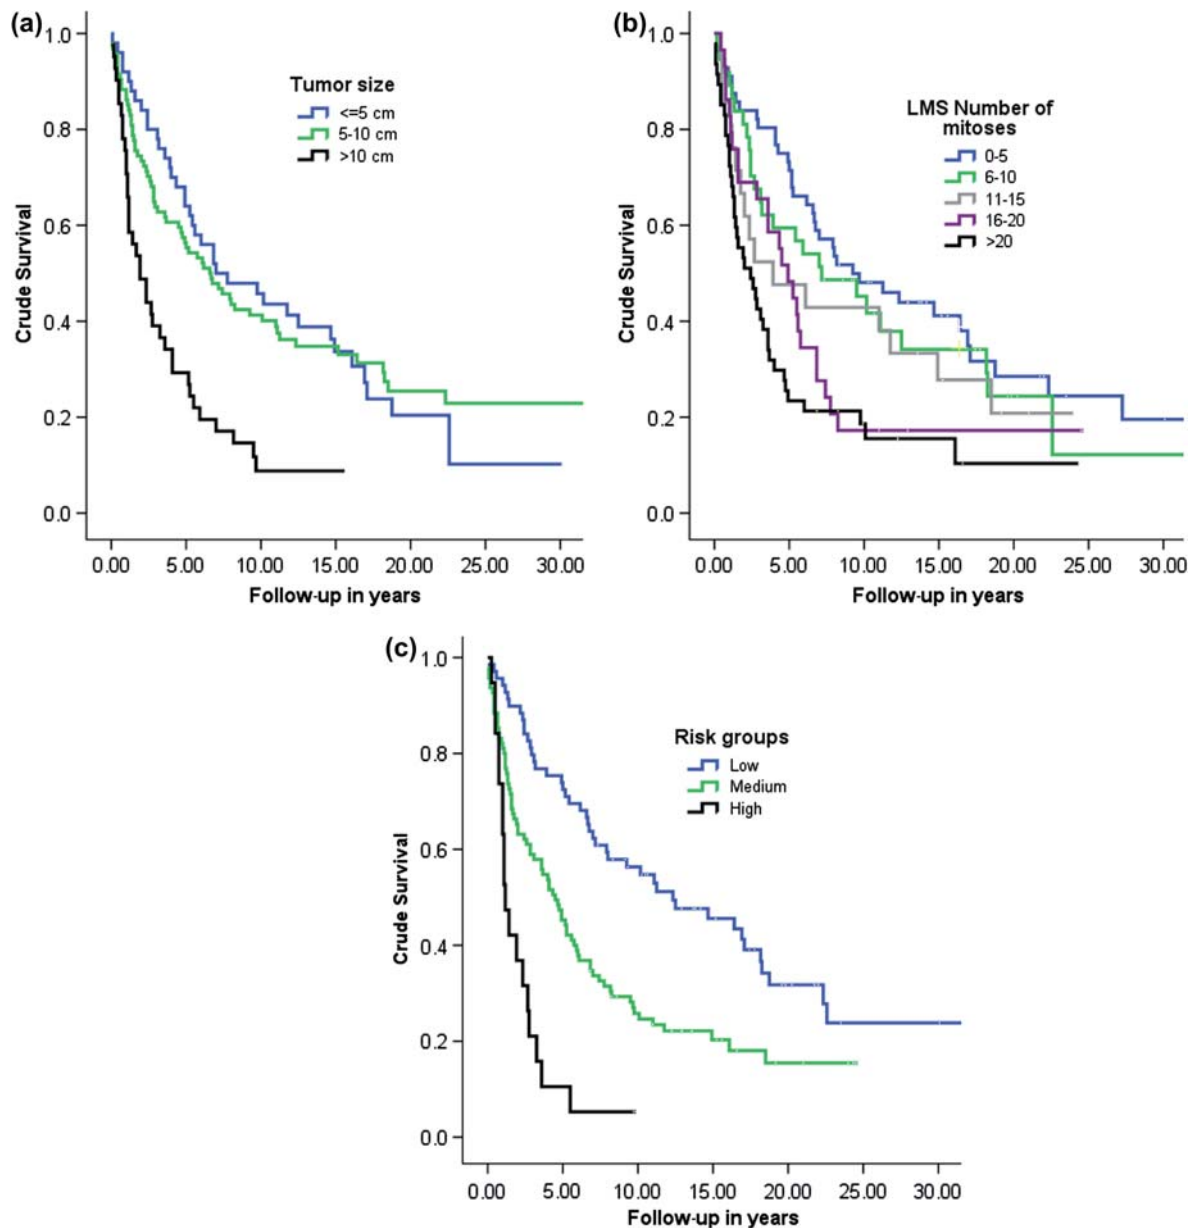 (a)
1.0
0.8
0.6
0.4
0.2
0.0
Crude Survival
Tumor size
<=5 cm
5-10 cm
>10 cm
0.00 5.00 10.00 15.00 20.00 25.00 30.00
Follow-up in years
(b)
1.0
0.8
0.6
0.4
0.2
0.0
Crude Survival
LMS Number of
mitoses
0-5
6-10
11-15
16-20
>20
0.00 5.00 10.00 15.00 20.00 25.00 30.00
Follow-up in years
(c)
1.0
0.8
0.6
0.4
0.2
0.0
Crude Survival
Risk groups
Low
Medium
High
0.00 5.00 10.00 15.00 20.00 25.00 30.00
Follow-up in years